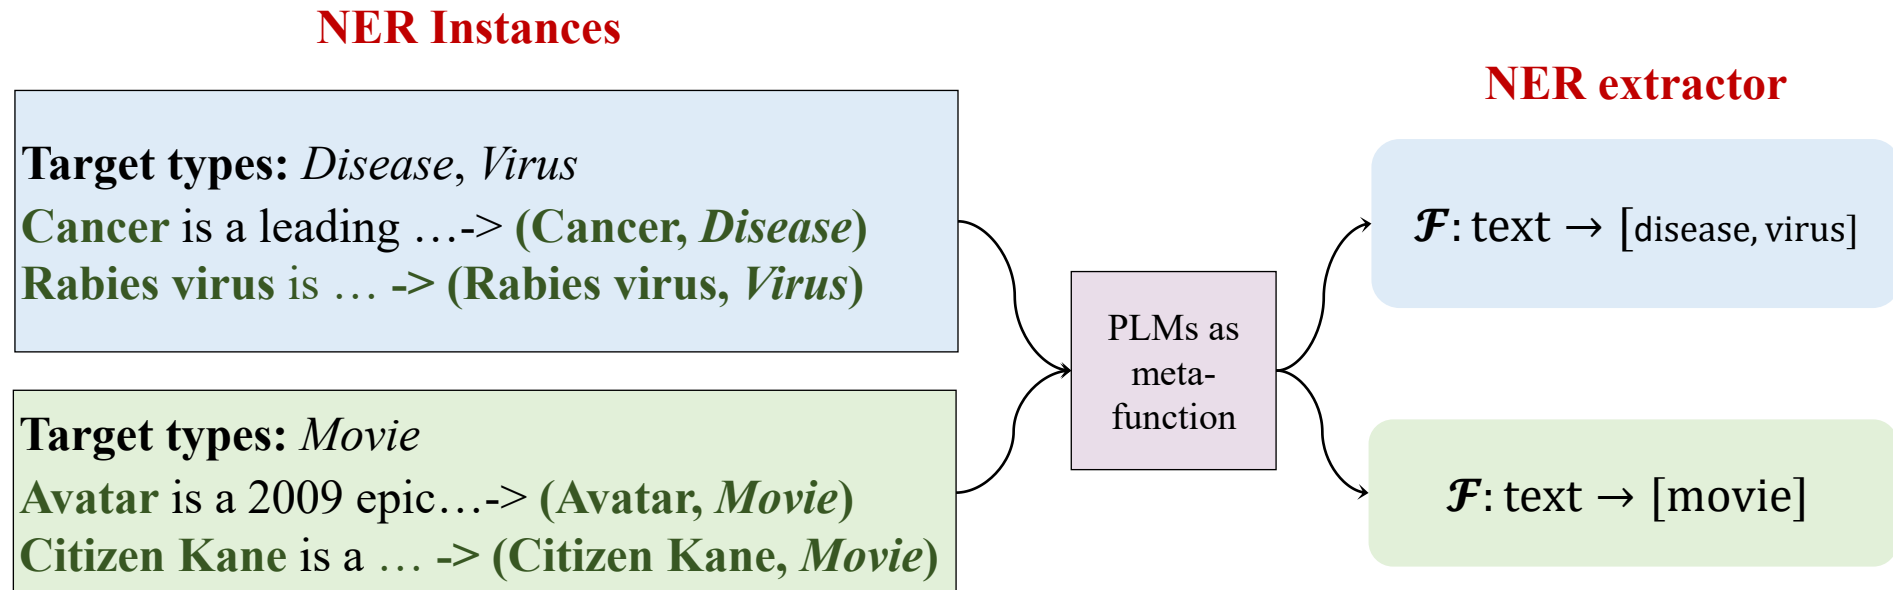 NER Instances
Target types: Disease, Virus
Cancer is a leading …-> (Cancer, Disease)
Rabies virus is … -> (Rabies virus, Virus)
Target types: Movie
Avatar is a 2009 epic…-> (Avatar, Movie)
Citizen Kane is a … -> (Citizen Kane, Movie)
PLMs as
meta-
function
NER extractor
𝓕: text → [disease, virus]
𝓕: text → [movie]